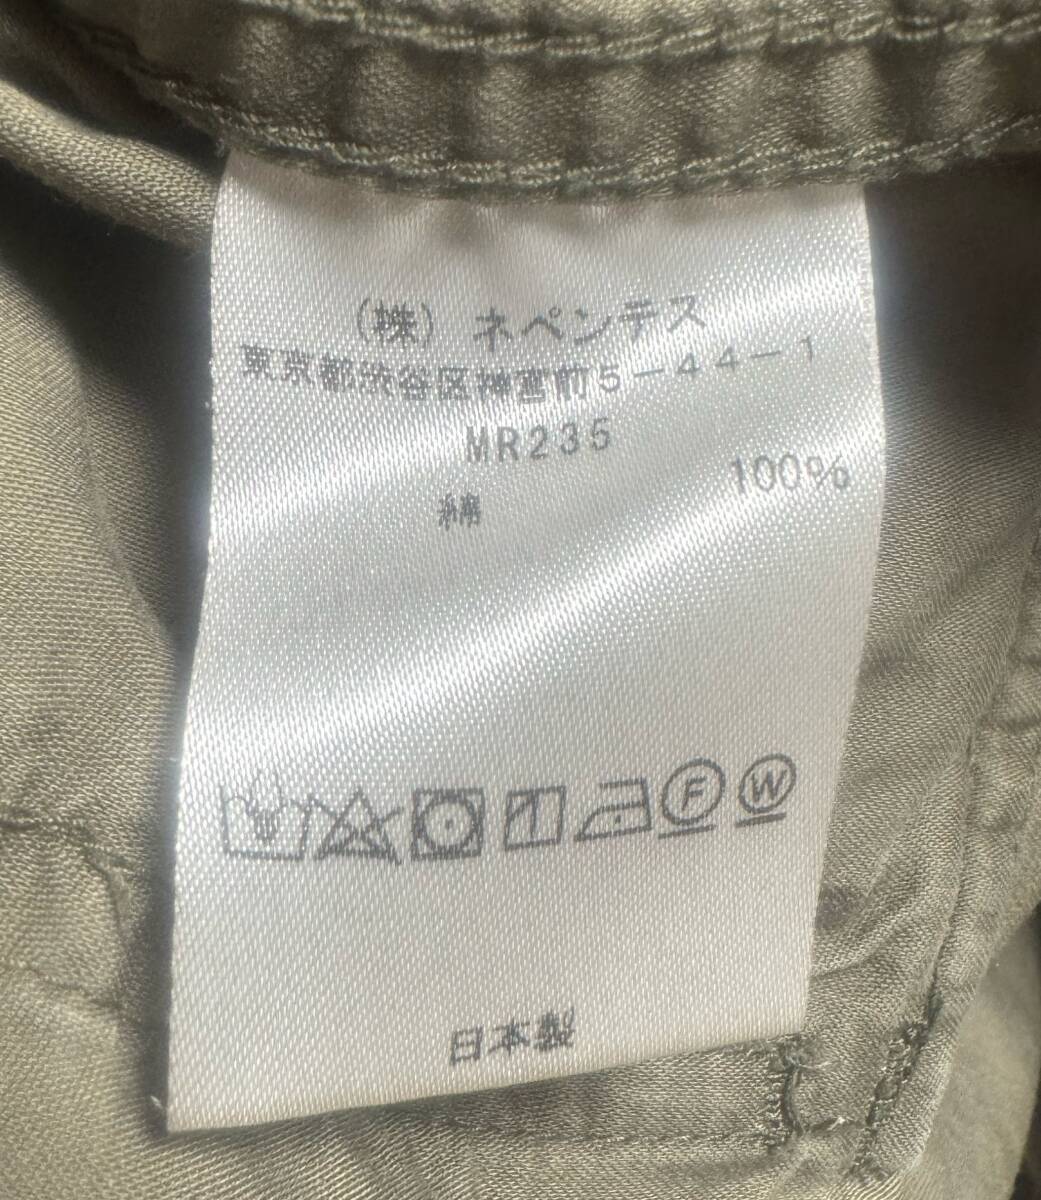 (株) ネペンテス
東京都渋谷区神宮前5-44-1
MR235
綿 100%
F W
日本製